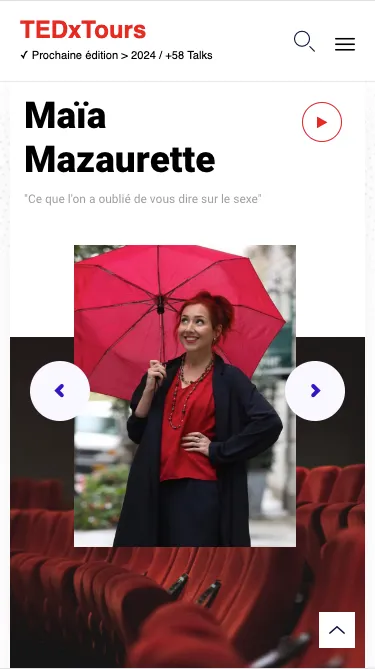 TEDxTours
✓ Prochaine édition > 2024 / +58 Talks
Maïa
Mazaurette
"Ce que l'on a oublié de vous dire sur le sexe"